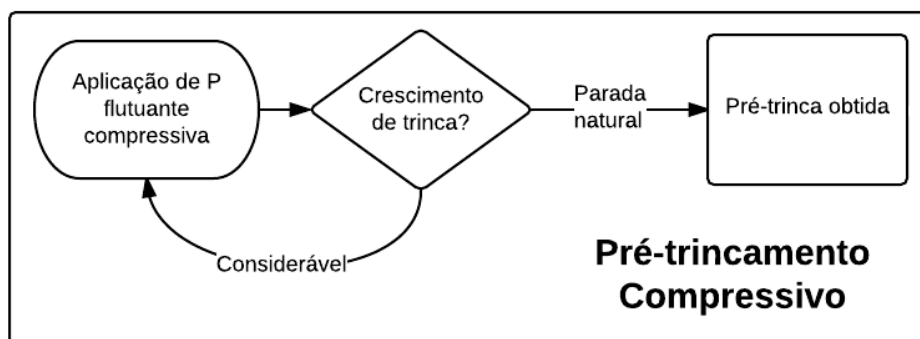 Aplicação de P
flutuante
compressiva
Crescimento
de trinca?
Parada
natural
Pré-trinca obtida
Considerável
Pré-trincamento
Compressivo